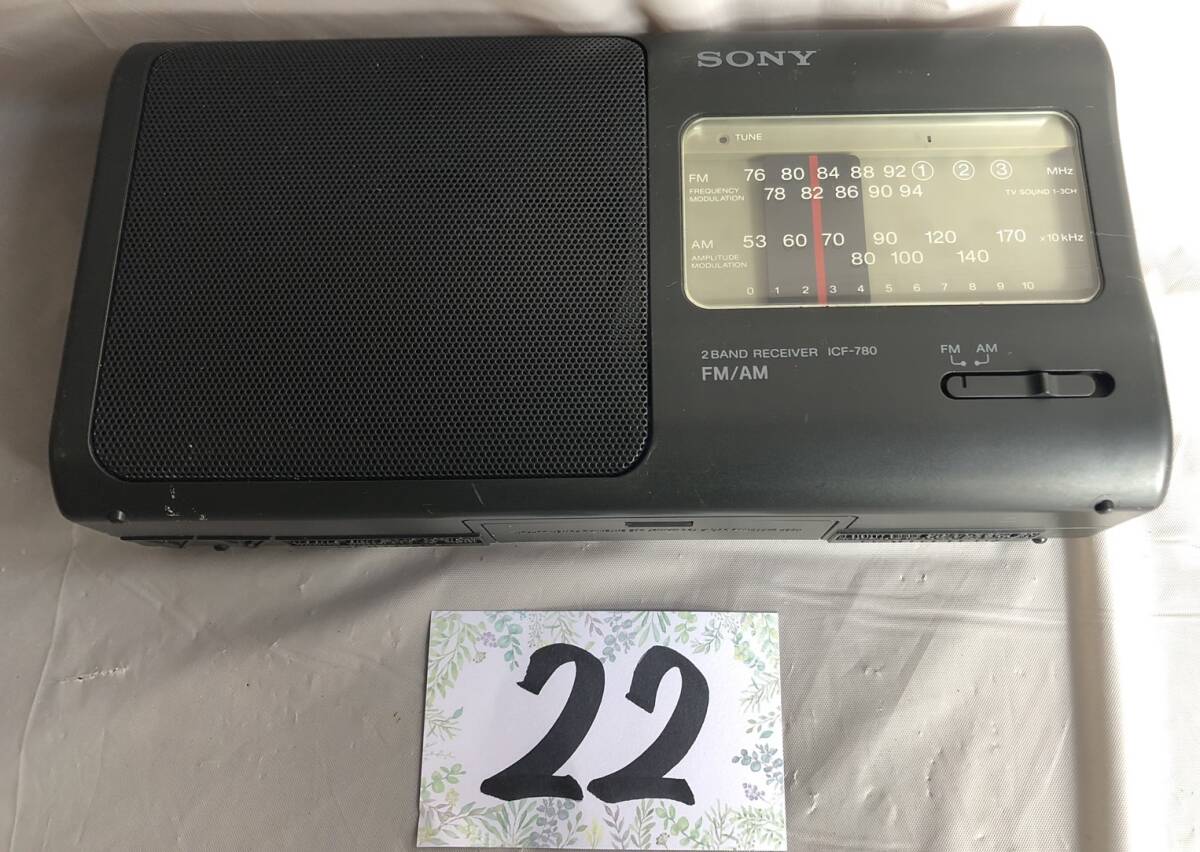 SONY
TUNE
FM 76 80 84 88 92 ① ② ③ MHz
FREQUENCY MODULATION 78 82 86 90 94 TV SOUND 1-3CH
AM 53 60 70 90 120 170 ×10kHz
AMPLITUDE MODULATION 80 100 140
0 1 2 3 4 5 6 7 8 9 10
2 BAND RECEIVER ICF-780
FM/AM
FM AM
22